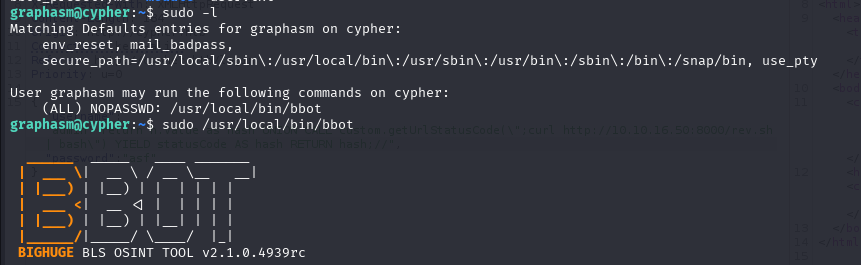 graphasm@cypher:~$ sudo -l
Matching Defaults entries for graphasm on cypher:
    env_reset, mail_badpass,
    secure_path=/usr/local/sbin\:/usr/local/bin\:/usr/sbin\:/usr/bin\:/sbin\:/bin\:/snap/bin, use_pty
User graphasm may run the following commands on cypher:
    (ALL) NOPASSWD: /usr/local/bin/bbot
graphasm@cypher:~$ sudo /usr/local/bin/bbot
BBOT
BIGHUGE BLS OSINT TOOL v2.1.0.4939rc